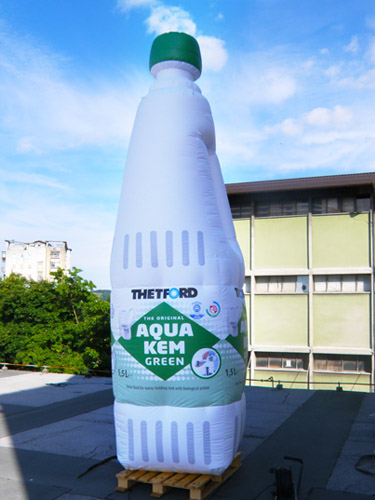 THETFORD
THE ORIGINAL
AQUA
KEM
GREEN
1,5L
1,5L